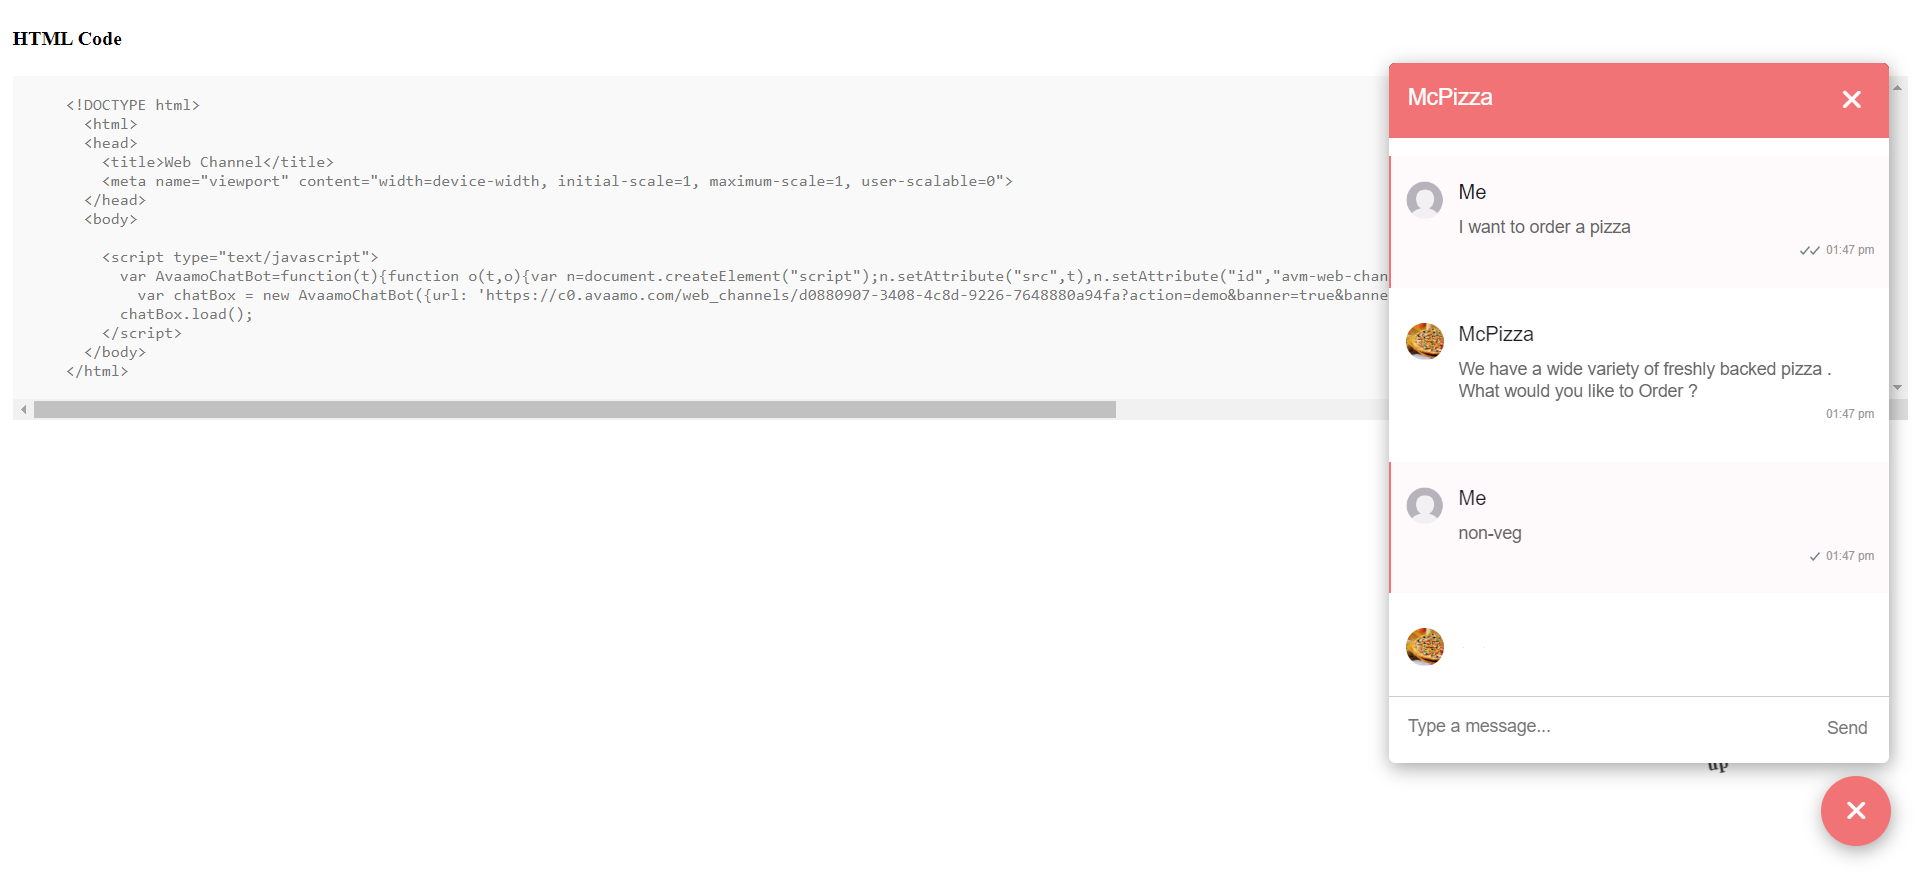 HTML Code
<!DOCTYPE html>
<html>
<head>
<title>Web Channel</title>
<meta name="viewport" content="width=device-width, initial-scale=1, maximum-scale=1, user-scalable=0">
</head>
<body>
<script type="text/javascript">
var AvaamoChatBot=function(t){function o(t,o){var n=document.createElement("script");n.setAttribute("src",t),n.setAttribute("id","avm-web-chan
var chatBox = new AvaamoChatBot({url: 'https://c0.avaamo.com/web_channels/d0880907-3408-4c8d-9226-7648880a94fa?action=demo&banner=true&banne
chatBox.load();
</script>
</body>
</html>
McPizza
Me
I want to order a pizza
01:47 pm
McPizza
We have a wide variety of freshly backed pizza .
What would you like to Order ?
01:47 pm
Me
non-veg
01:47 pm
Type a message...
Send
up